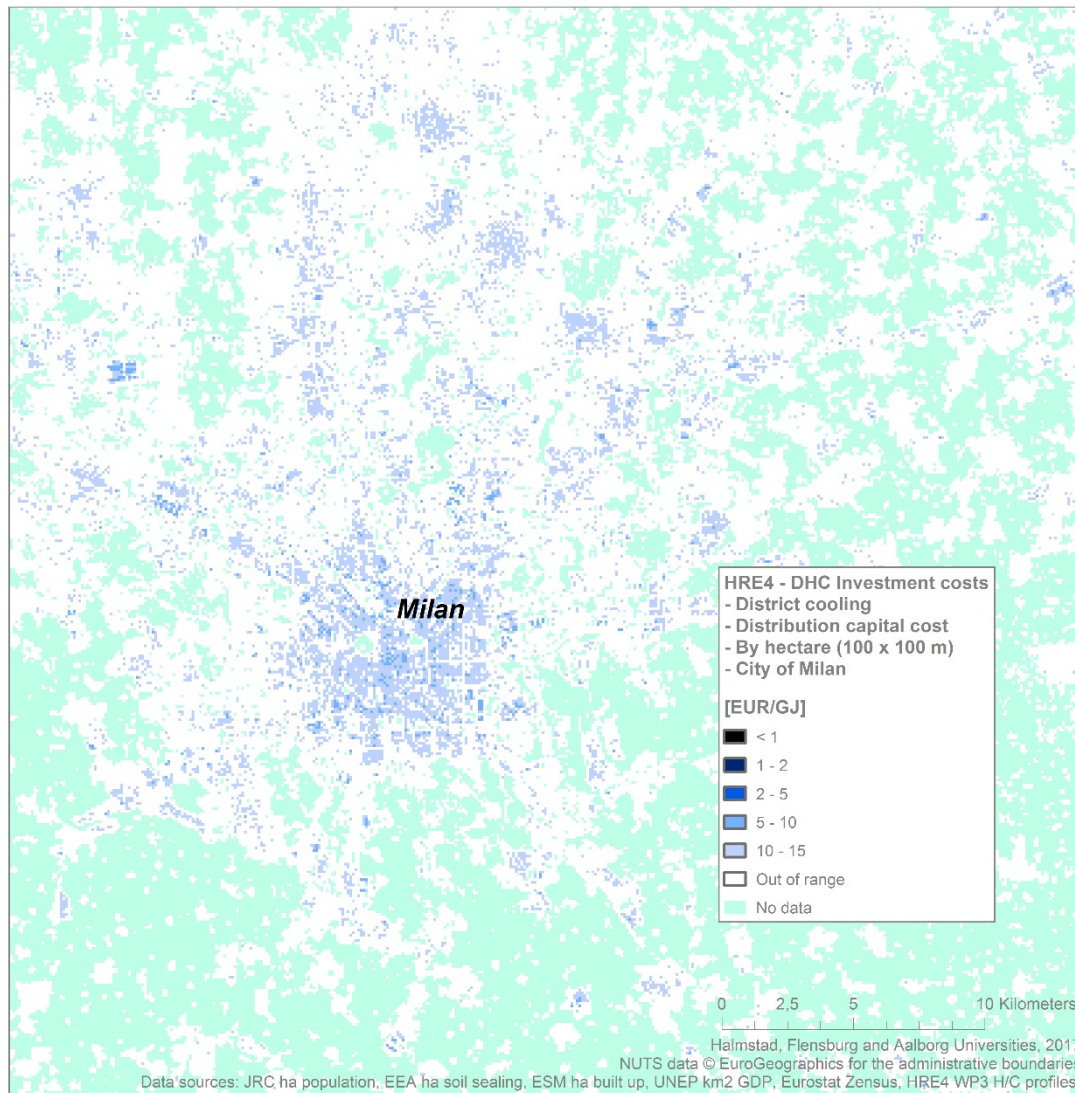 Milan
HRE4 - DHC Investment costs
- District cooling
- Distribution capital cost
- By hectare (100 x 100 m)
- City of Milan
[EUR/GJ]
< 1
1 - 2
2 - 5
5 - 10
10 - 15
Out of range
No data
0 2,5 5 10 Kilometers
Halmstad, Flensburg and Aalborg Universities, 2017
NUTS data © EuroGeographics for the administrative boundaries
Data sources: JRC ha population, EEA ha soil sealing, ESM ha built up, UNEP km2 GDP, Eurostat Zensus, HRE4 WP3 H/C profiles